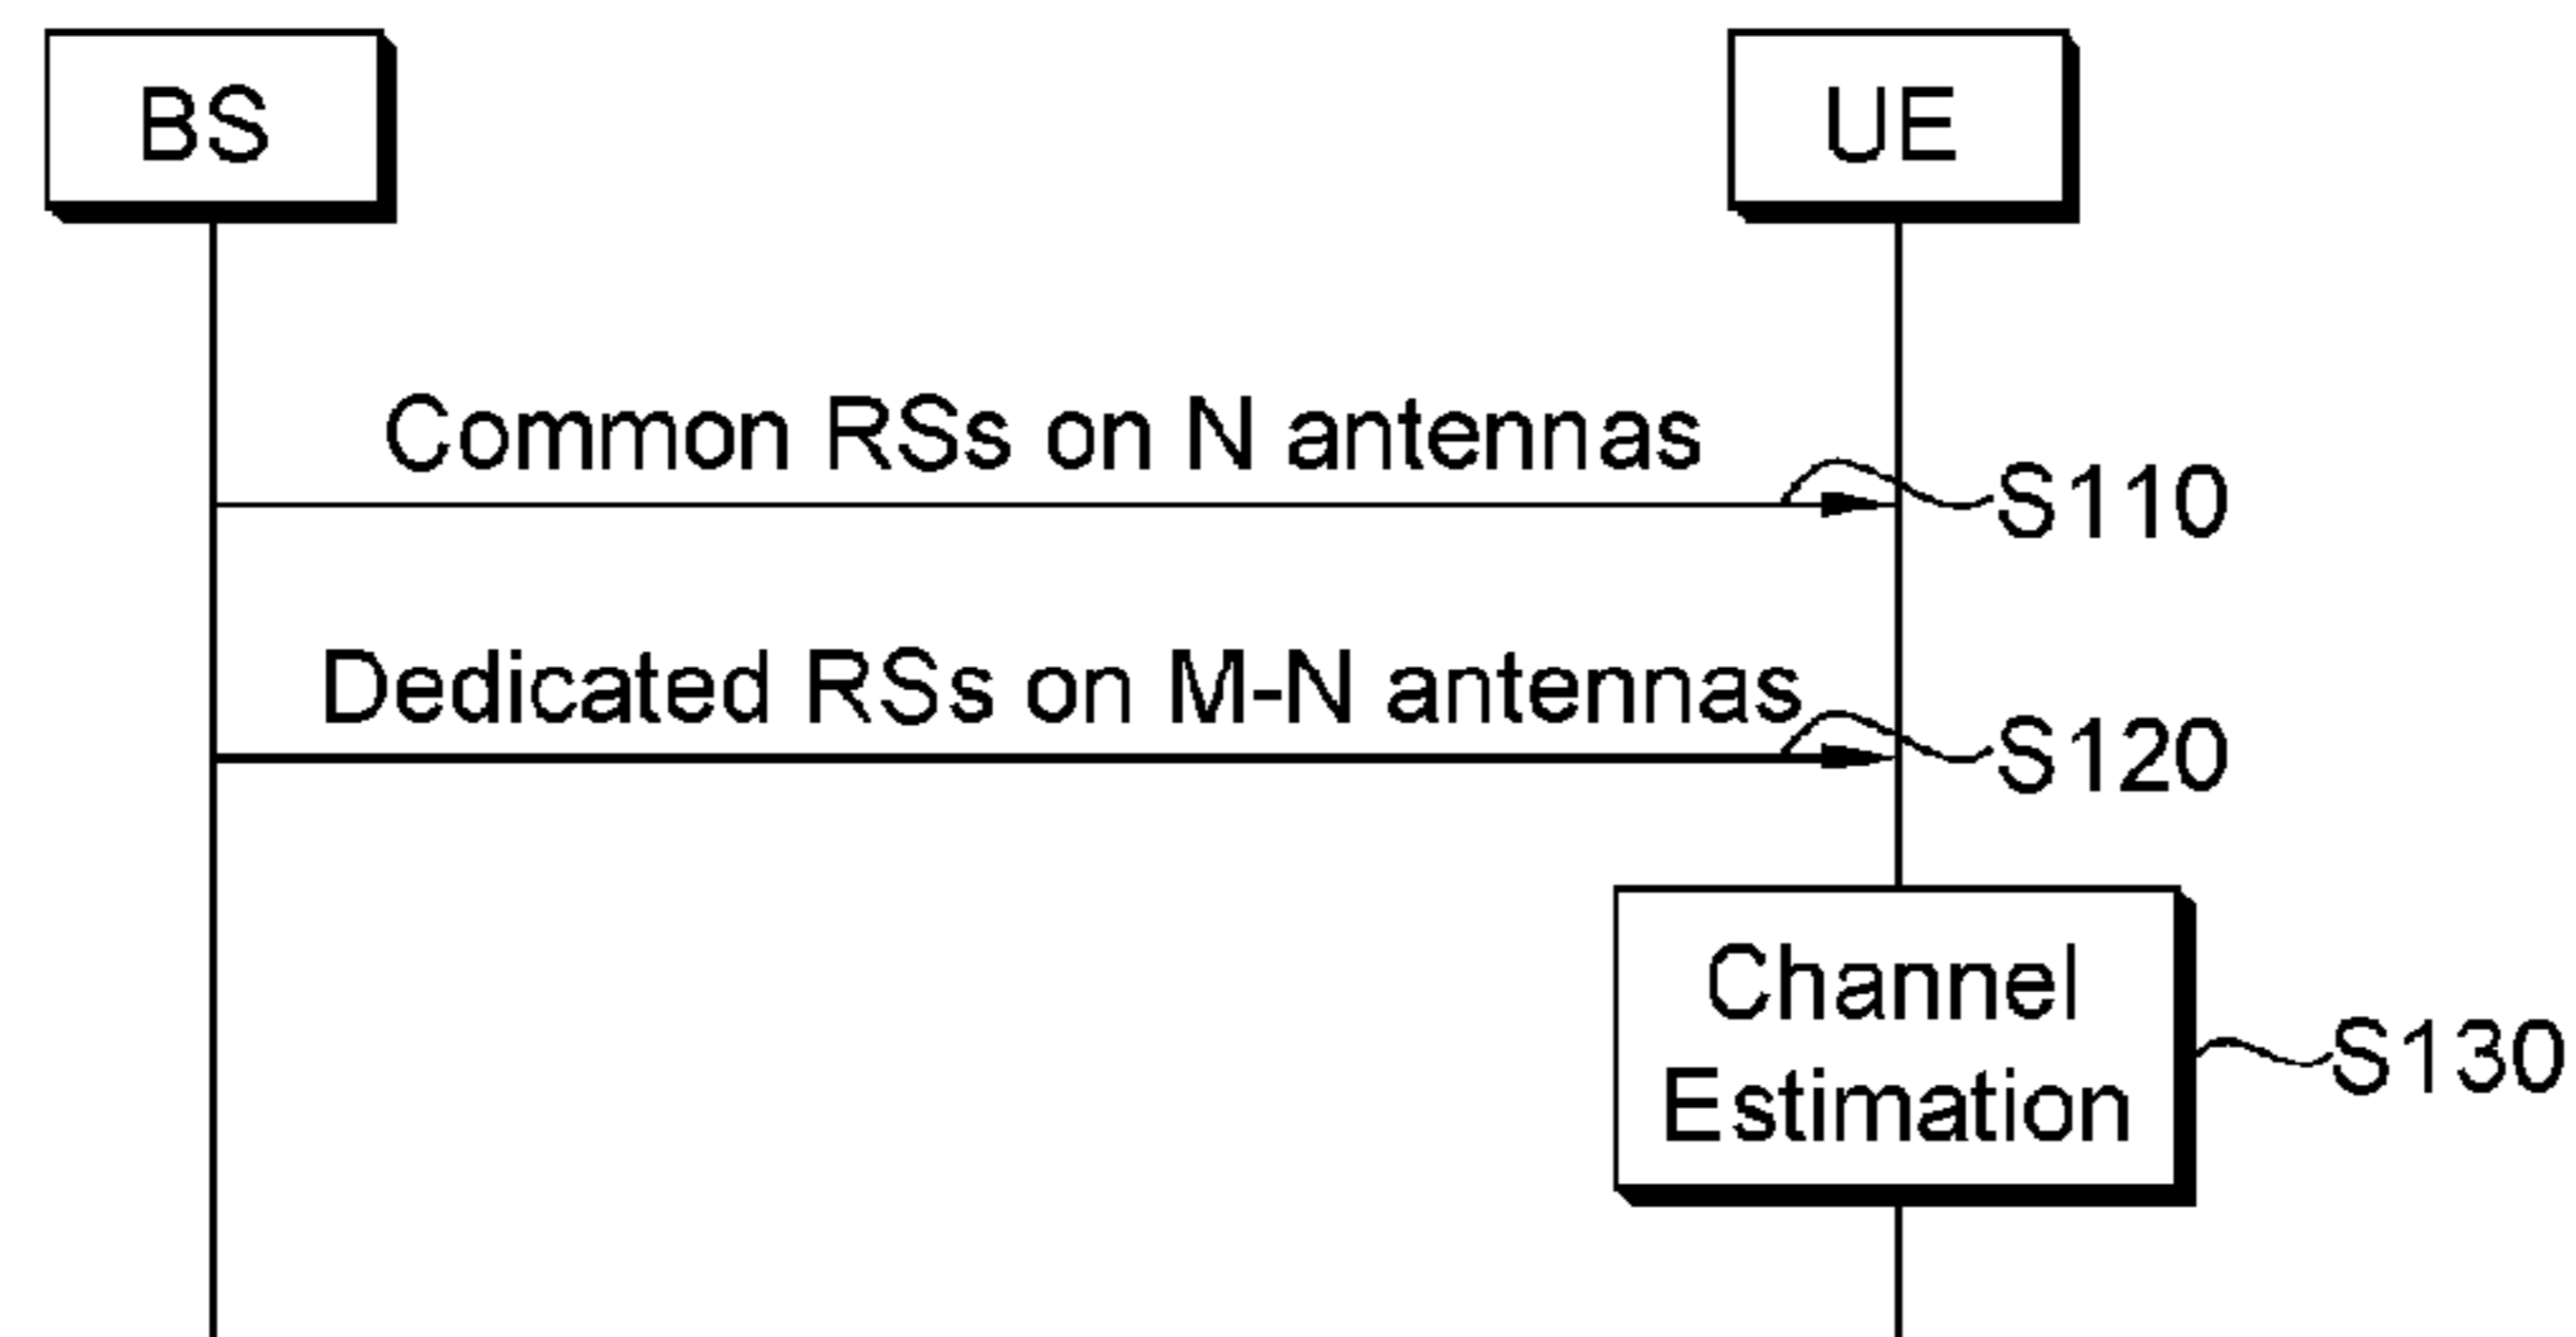 BS
UE
Common RSs on N antennas
S110
Dedicated RSs on M-N antennas
S120
Channel
Estimation
S130